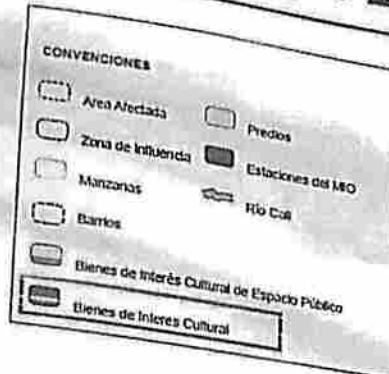 CONVENCIONES
Area Afectada
Zona de Influencia
Manzanas
Barrios
Bienes de Interés Cultural de Espacio Público
Bienes de Interes Cultural
Predios
Estaciones del MIO
Río Cali